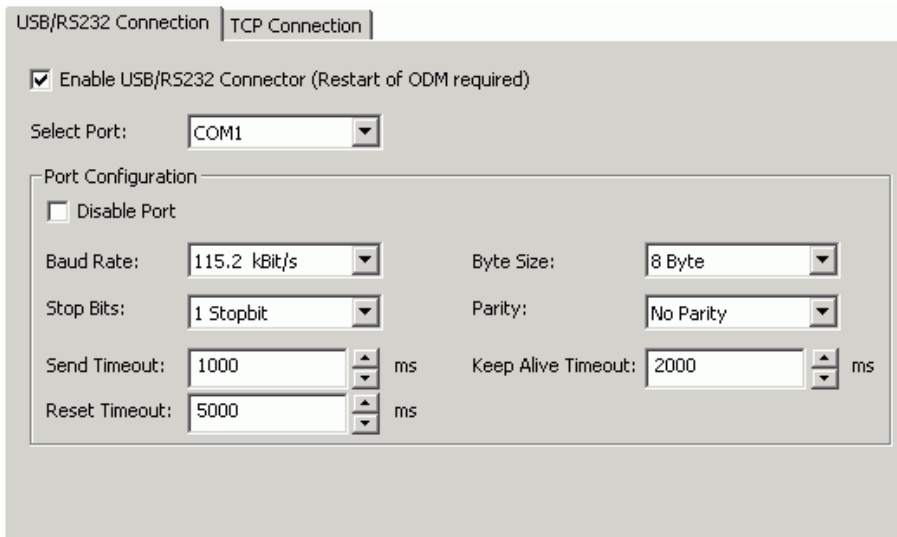 USB/RS232 Connection TCP Connection
Enable USB/RS232 Connector (Restart of ODM required)
Select Port: COM1
Port Configuration
Disable Port
Baud Rate: 115.2 kBit/s Byte Size: 8 Byte
Stop Bits: 1 Stopbit Parity: No Parity
Send Timeout: 1000 ms Keep Alive Timeout: 2000 ms
Reset Timeout: 5000 ms